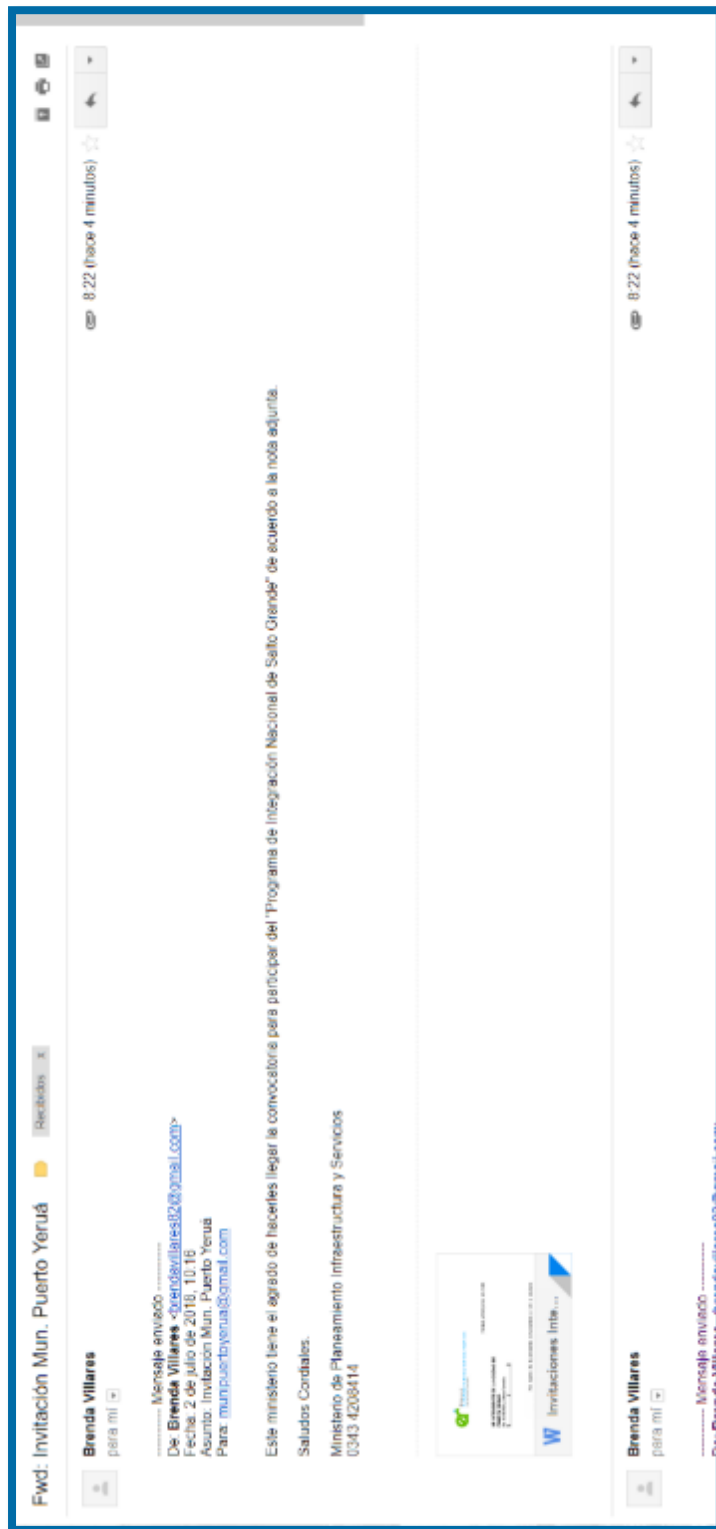 Fwd: Invitación Mun. Puerto Yeruá Recibidos x
Brenda Villares 8:22 (hace 4 minutos)
para mí
---------- Mensaje enviado ----------
De: Brenda Villares <brendavillares82@gmail.com>
Fecha: 2 de julio de 2018, 10:16
Asunto: Invitación Mun. Puerto Yeruá
Para: munipuertoyerua@gmail.com
Este ministerio tiene el agrado de hacerles llegar la convocatoria para participar del "Programa de Integración Nacional de Salto Grande" de acuerdo a la nota adjunta.
Saludos Cordiales.
Ministerio de Planeamiento Infraestructura y Servicios
0343 4208414
W Invitaciones Inte...
Brenda Villares 8:22 (hace 4 minutos)
para mí
---------- Mensaje enviado ----------